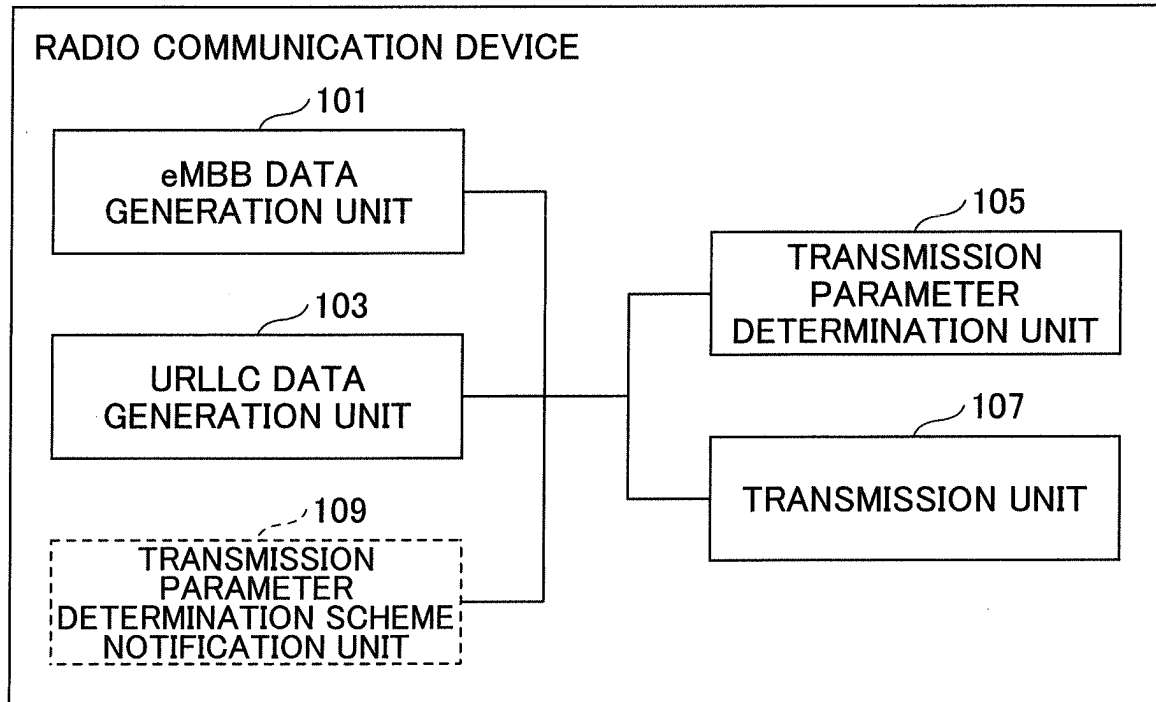 RADIO COMMUNICATION DEVICE
101
eMBB DATA
GENERATION UNIT
103
URLLC DATA
GENERATION UNIT
109
TRANSMISSION
PARAMETER
DETERMINATION SCHEME
NOTIFICATION UNIT
105
TRANSMISSION
PARAMETER
DETERMINATION UNIT
107
TRANSMISSION UNIT